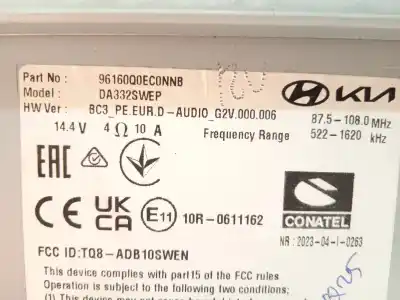 Part No : 96160Q0EC0NNB
Model : DA332SWEP
HW Ver : BC3_PE.EUR.D-AUDIO_G2V.000.006
14.4 V 4 Ω 10 A
HYUNDAI KIA
87.5-108.0 MHz
Frequency Range 522-1620 kHz
EAC
CE UK CA E11 10R-0611162
CONATEL
NR : 2023-04-I-0263
FCC ID:TQ8-ADB10SWEN
This device complies with part15 of the FCC rules
Operation is subject to the following two conditions: